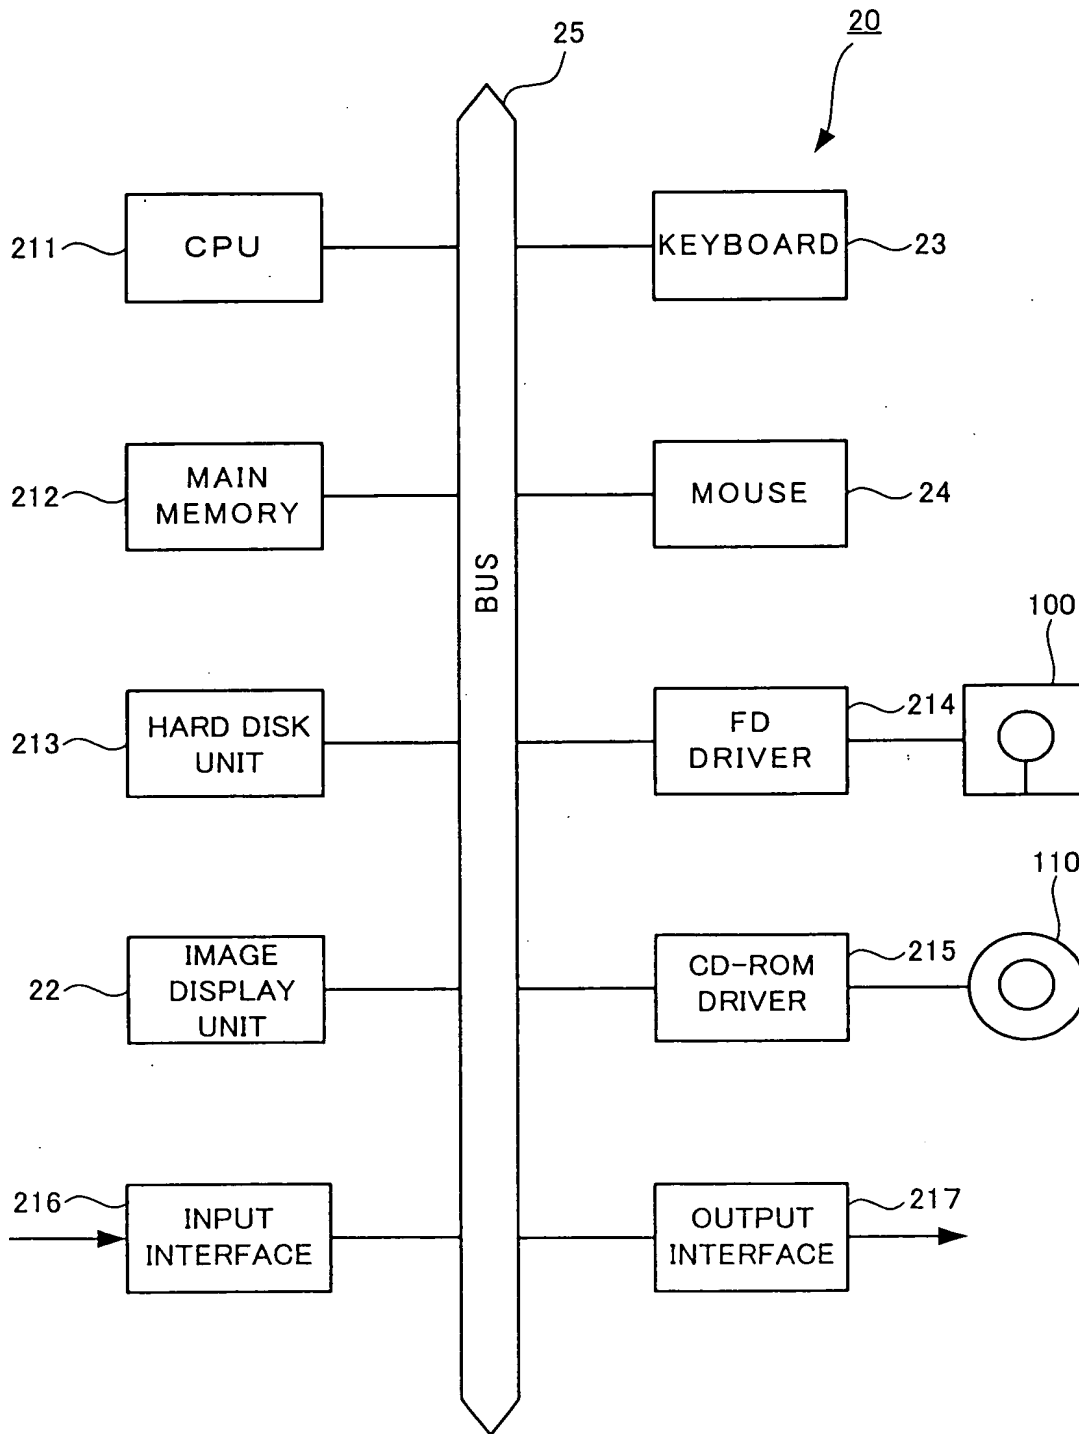 25
20
211
CPU
KEYBOARD
23
212
MAIN
MEMORY
MOUSE
24
BUS
100
213
HARD DISK
UNIT
FD
DRIVER
214
110
22
IMAGE
DISPLAY
UNIT
CD-ROM
DRIVER
215
216
INPUT
INTERFACE
OUTPUT
INTERFACE
217